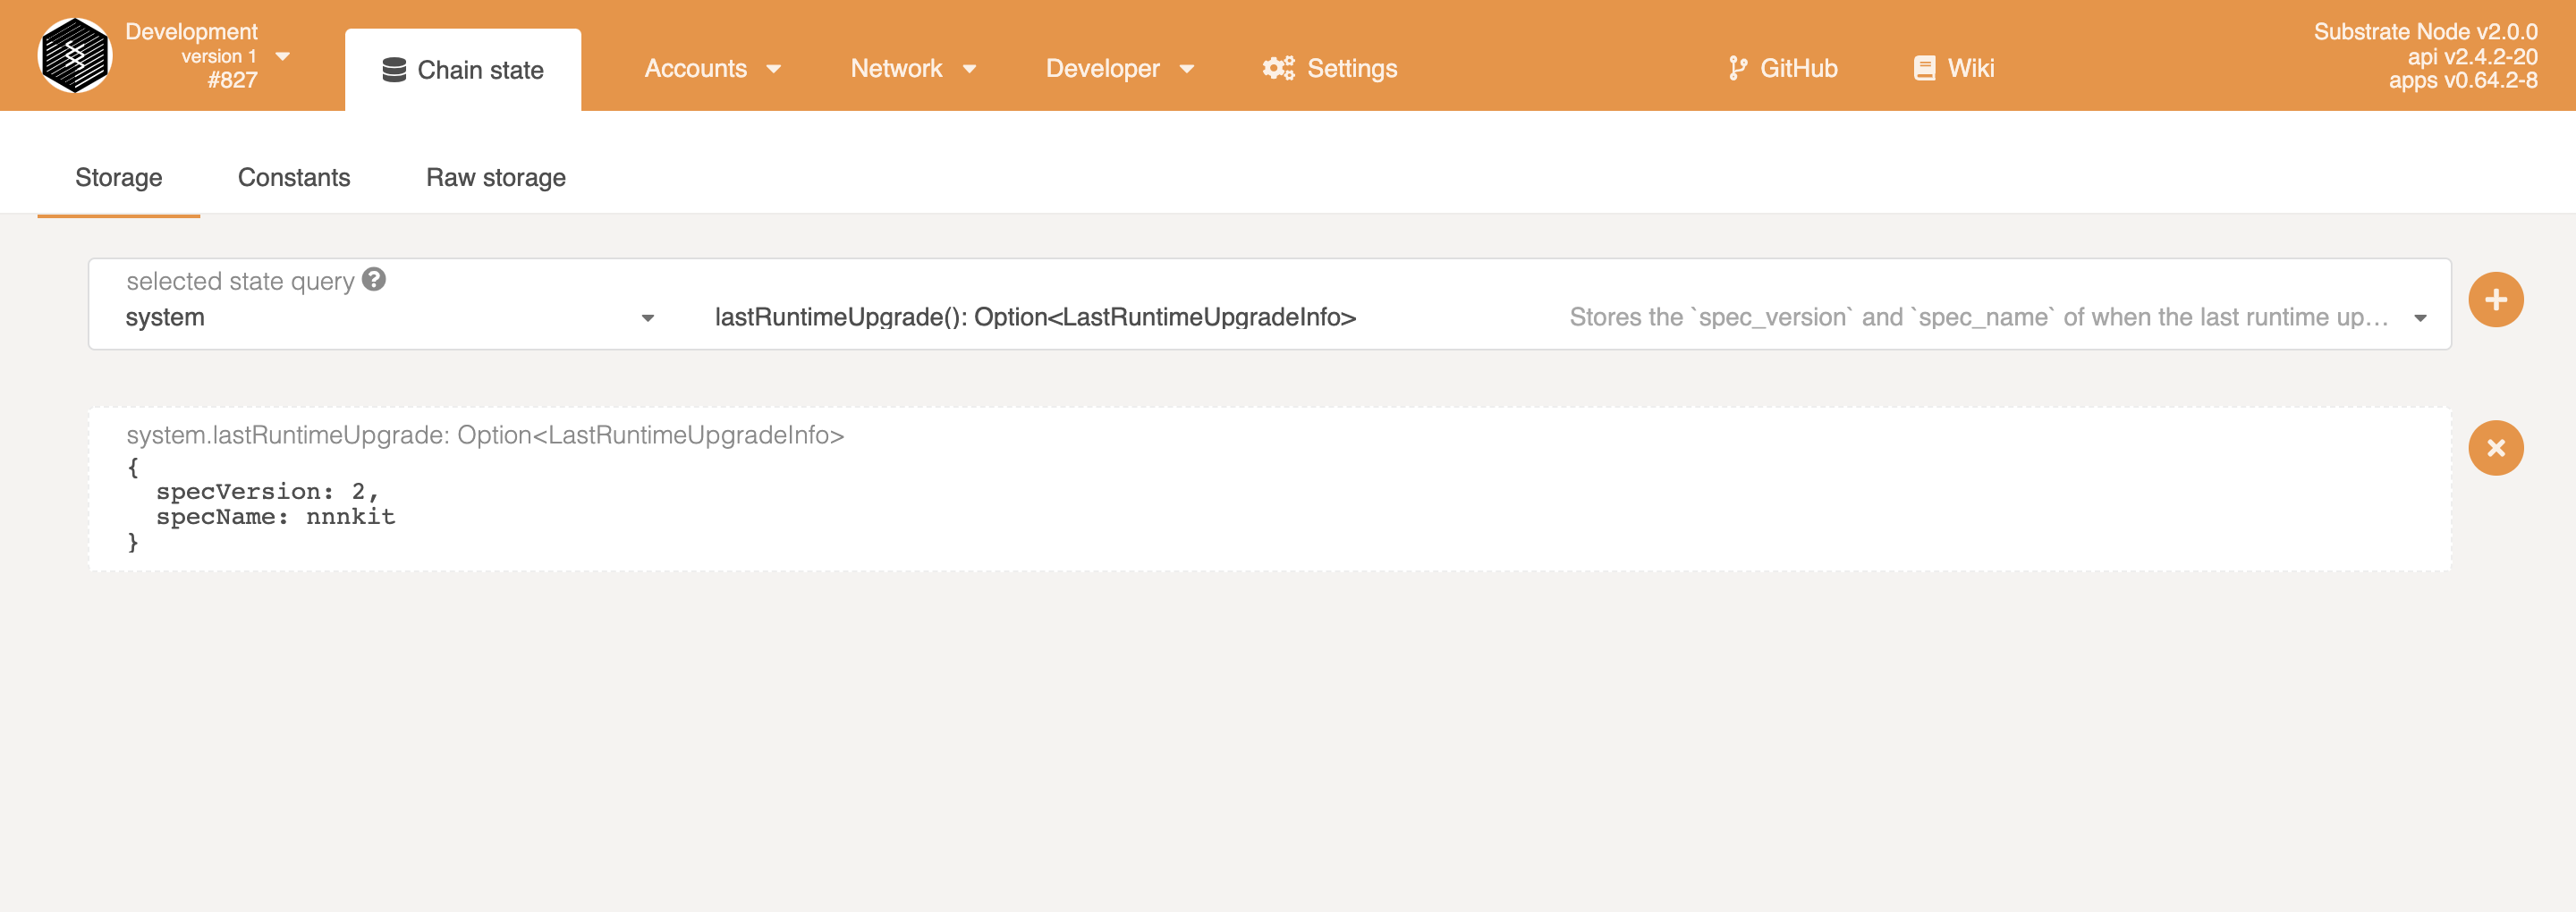 Development
version 1
#827
Chain state
Accounts
Network
Developer
Settings
GitHub
Wiki
Substrate Node v2.0.0
api v2.4.2-20
apps v0.64.2-8
Storage
Constants
Raw storage
selected state query
system
lastRuntimeUpgrade(): Option<LastRuntimeUpgradeInfo>
Stores the `spec_version` and `spec_name` of when the last runtime up…
system.lastRuntimeUpgrade: Option<LastRuntimeUpgradeInfo>
{
  specVersion: 2,
  specName: nnnkit
}